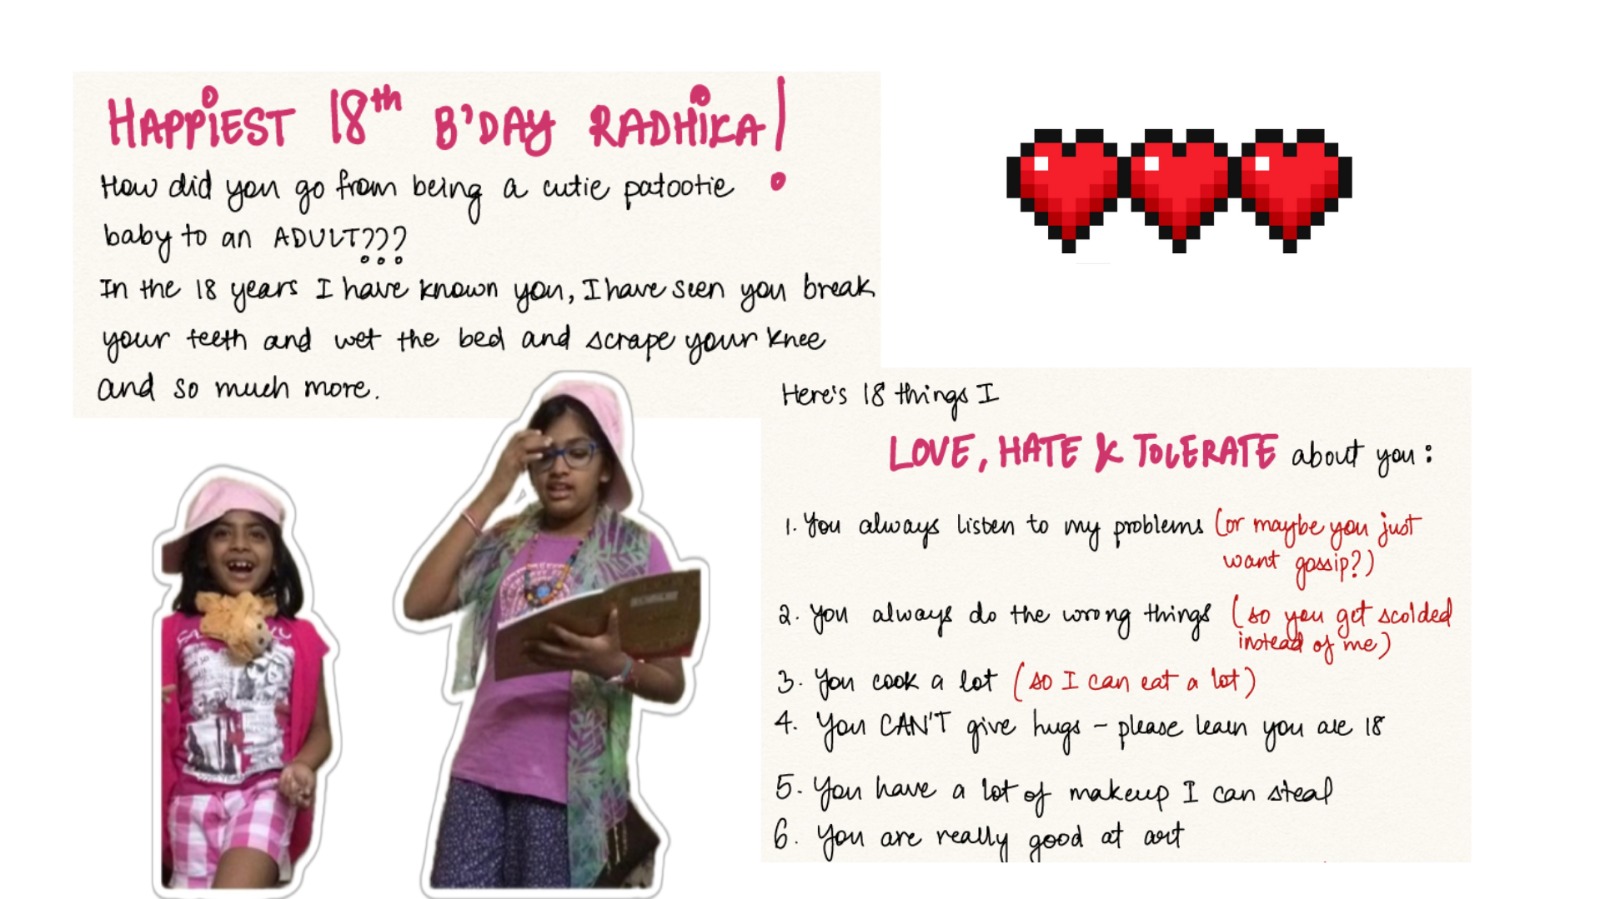 HAPPiEST 18th B'DAY RADHiKA!
How did you go from being a cutie patootie
baby to an ADULT???
In the 18 years I have known you, I have seen you break
your teeth and wet the bed and scrape your knee
and so much more.
Here's 18 things I
LOVE, HATE & TOLERATE about you:
1. You always listen to my problems (or maybe you just
want gossip?)
2. You always do the wrong things (so you get scolded
instead of me)
3. You cook a lot (so I can eat a lot)
4. You CAN'T give hugs - please learn you are 18
5. You have a lot of makeup I can steal
6. You are really good at art